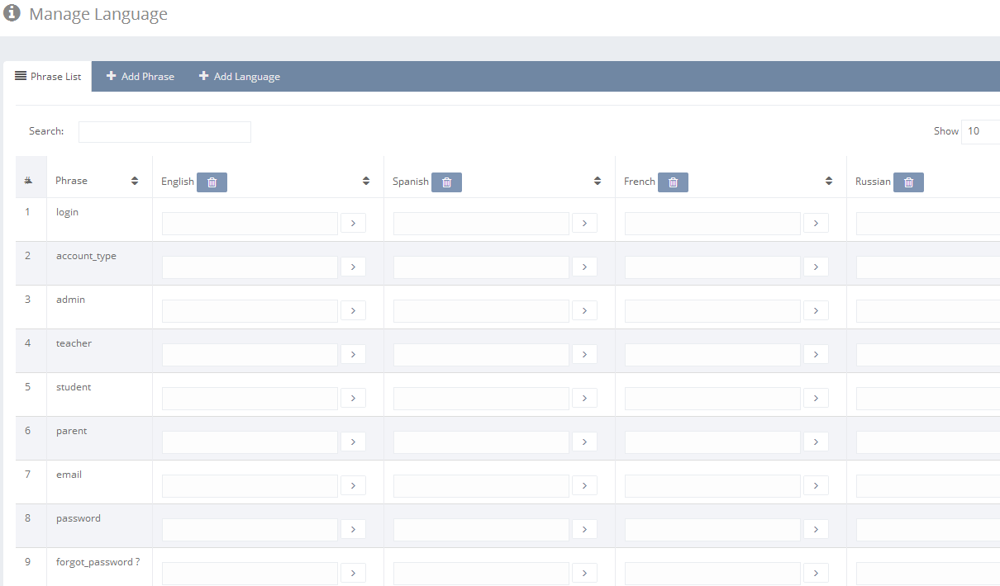 Manage Language
Phrase List Add Phrase Add Language
Search: Show 10
# Phrase English Spanish French Russian
1 login
2 account_type
3 admin
4 teacher
5 student
6 parent
7 email
8 password
9 forgot_password ?